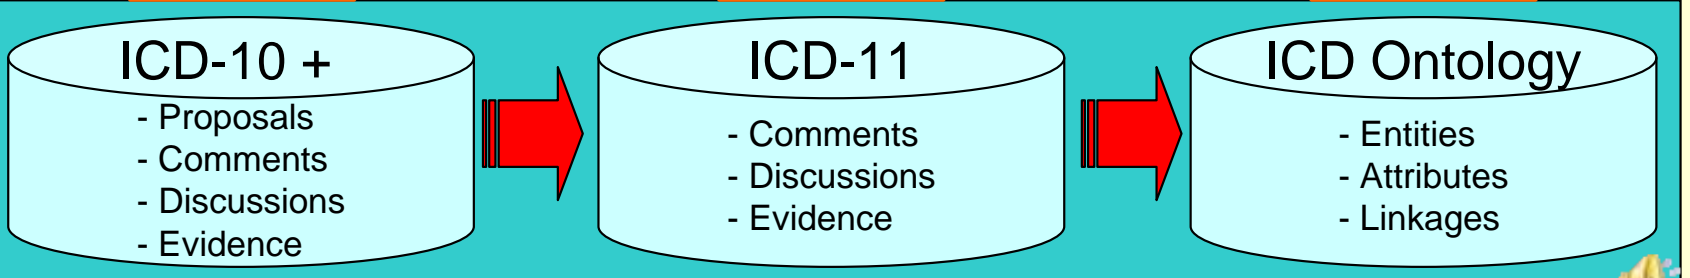 ICD-10 +
- Proposals
- Comments
- Discussions
- Evidence
ICD-11
- Comments
- Discussions
- Evidence
ICD Ontology
- Entities
- Attributes
- Linkages